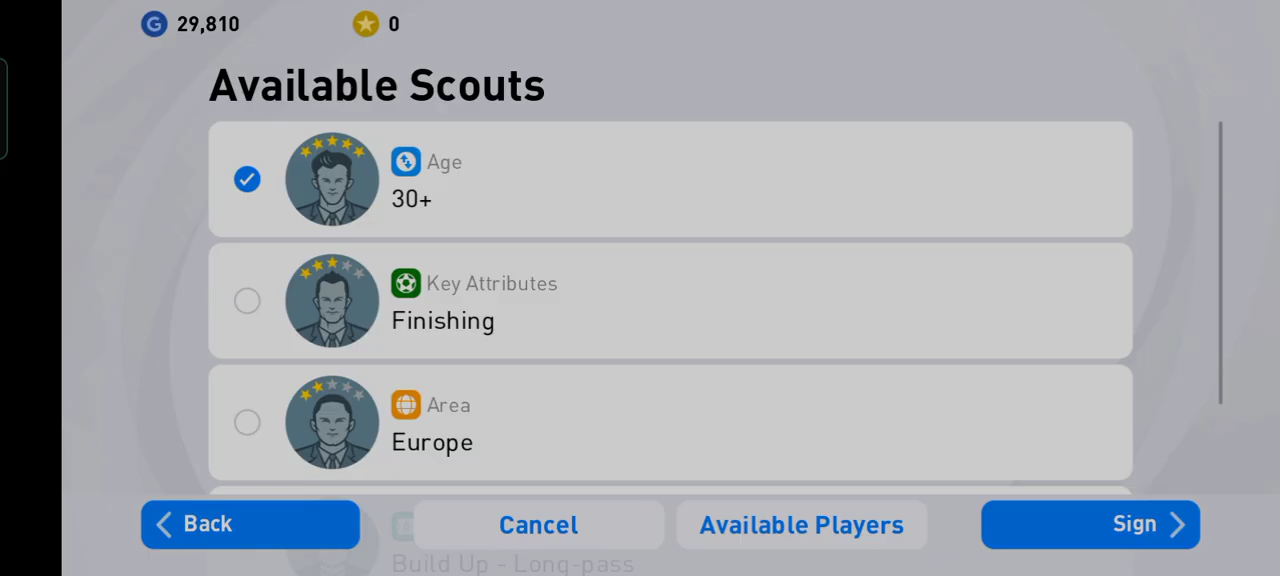 G 29,810
0
Available Scouts
Age
30+
Key Attributes
Finishing
Area
Europe
Back
Cancel
Available Players
Sign
Build Up - Long-pass